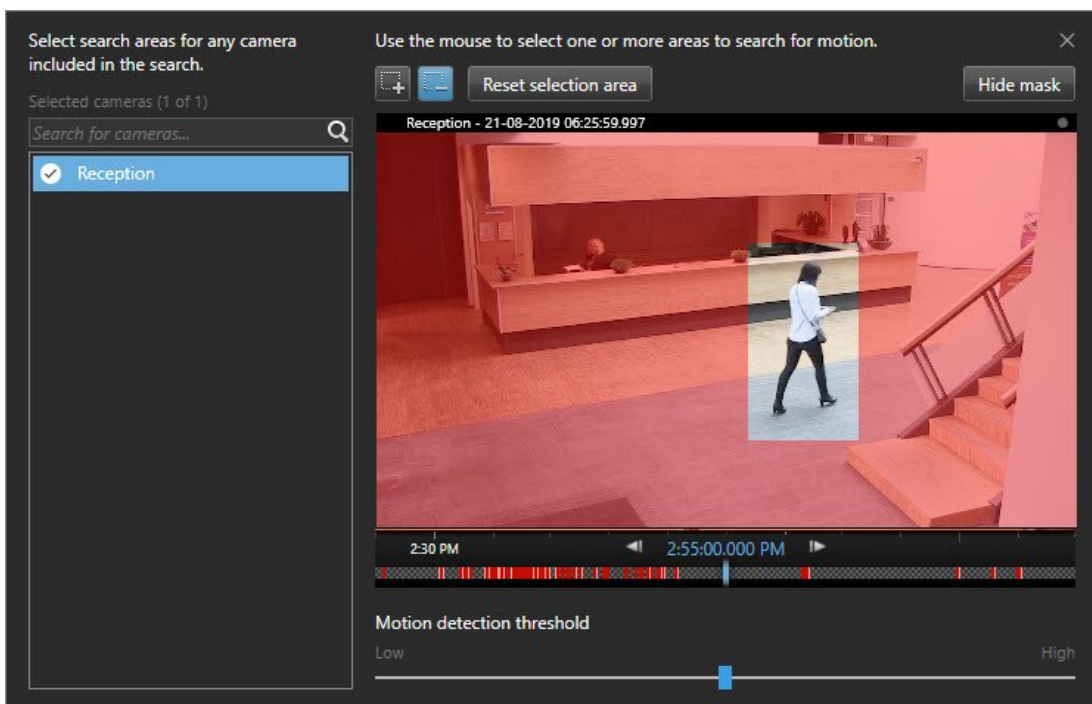 Select search areas for any camera
included in the search.
Selected cameras (1 of 1)
Search for cameras...
Reception
Use the mouse to select one or more areas to search for motion.
Reset selection area
Hide mask
Reception - 21-08-2019 06:25:59.997
2:30 PM
2:55:00.000 PM
Motion detection threshold
Low
High